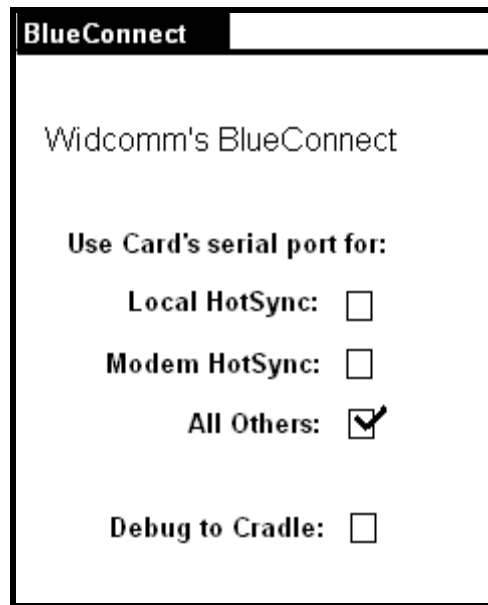 BlueConnect
Widcomm's BlueConnect
Use Card's serial port for:
Local HotSync:
Modem HotSync:
All Others:
Debug to Cradle: